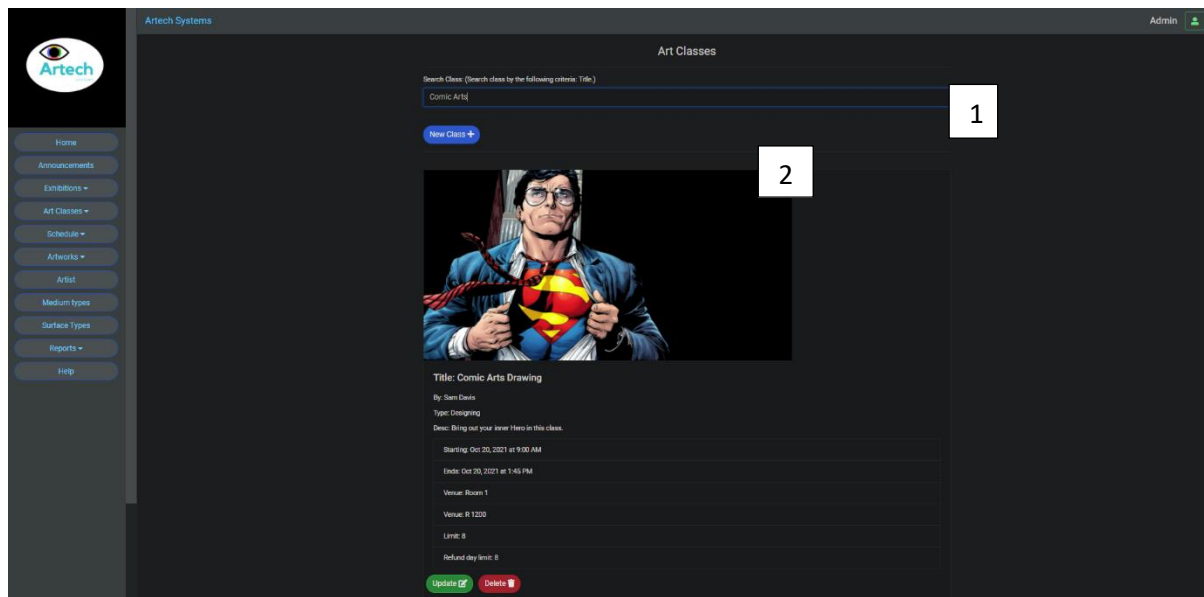 Artech Systems
Admin
Artech
Home
Announcements
Exhibitions
Art Classes
Schedule
Artworks
Artist
Medium types
Surface Types
Reports
Help
Art Classes
Search Class: (Search class by the following criteria: Title.)
Comic Arts
1
New Class +
2
Title: Comic Arts Drawing
By: Sam Davis
Type: Designing
Desc: Bring out your inner Hero in this class.
Starting: Oct 20, 2021 at 9:00 AM
Ends: Oct 20, 2021 at 1:45 PM
Venue: Room 1
Venue: R 1200
Limit: 8
Refund day limit: 8
Update
Delete